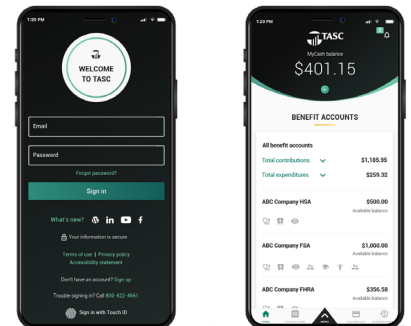 1:20 PM
TASC
WELCOME
TO TASC
Email
Password
Forgot password?
Sign in
What's new? in f
Your information is secure
Terms of use | Privacy policy
Accessibility statement
Don't have an account? Sign up
Trouble signing in? Call 800-422-4661
Sign in with Touch ID
1:20 PM
TASC
MyCash balance
$401.15
BENEFIT ACCOUNTS
All benefit accounts
Total contributions $1,165.95
Total expenditures $259.32
ABC Company HSA $500.00
Available balance
ABC Company FSA $1,000.00
Available balance
ABC Company FHRA $356.58
Available balance